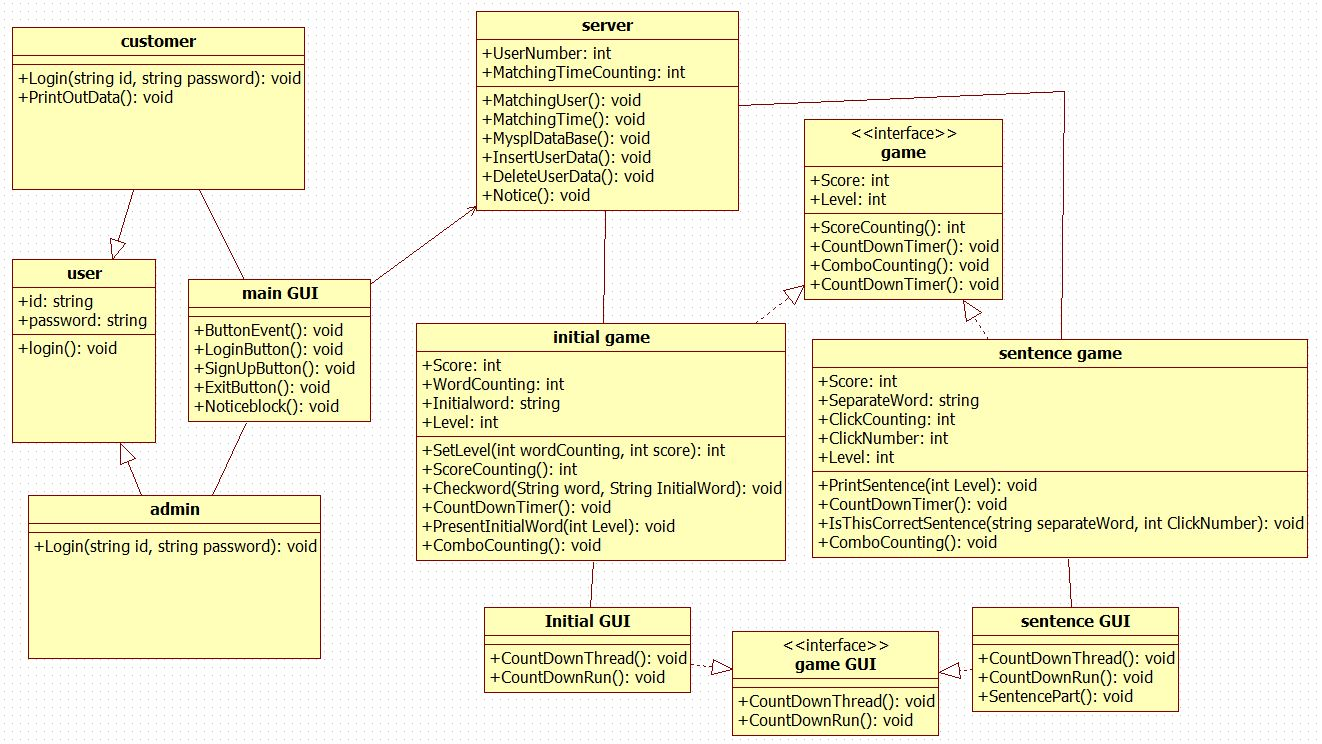 customer
+Login(string id, string password): void
+PrintOutData(): void
server
+UserNumber: int
+MatchingTimeCounting: int
+MatchingUser(): void
+MatchingTime(): void
+MysplDataBase(): void
+InsertUserData(): void
+DeleteUserData(): void
+Notice(): void
<<interface>>
game
+Score: int
+Level: int
+ScoreCounting(): int
+CountDownTimer(): void
+ComboCounting(): void
+CountDownTimer(): void
user
+id: string
+password: string
+login(): void
main GUI
+ButtonEvent(): void
+LoginButton(): void
+SignUpButton(): void
+ExitButton(): void
+Noticeblock(): void
initial game
+Score: int
+WordCounting: int
+Initialword: string
+Level: int
+SetLevel(int wordCounting, int score): int
+ScoreCounting(): int
+Checkword(String word, String InitialWord): void
+CountDownTimer(): void
+PresentInitialWord(int Level): void
+ComboCounting(): void
sentence game
+Score: int
+SeparateWord: string
+ClickCounting: int
+ClickNumber: int
+Level: int
+PrintSentence(int Level): void
+CountDownTimer(): void
+IsThisCorrectSentence(string separateWord, int ClickNumber): void
+ComboCounting(): void
admin
+Login(string id, string password): void
Initial GUI
+CountDownThread(): void
+CountDownRun(): void
<<interface>>
game GUI
+CountDownThread(): void
+CountDownRun(): void
sentence GUI
+CountDownThread(): void
+CountDownRun(): void
+SentencePart(): void